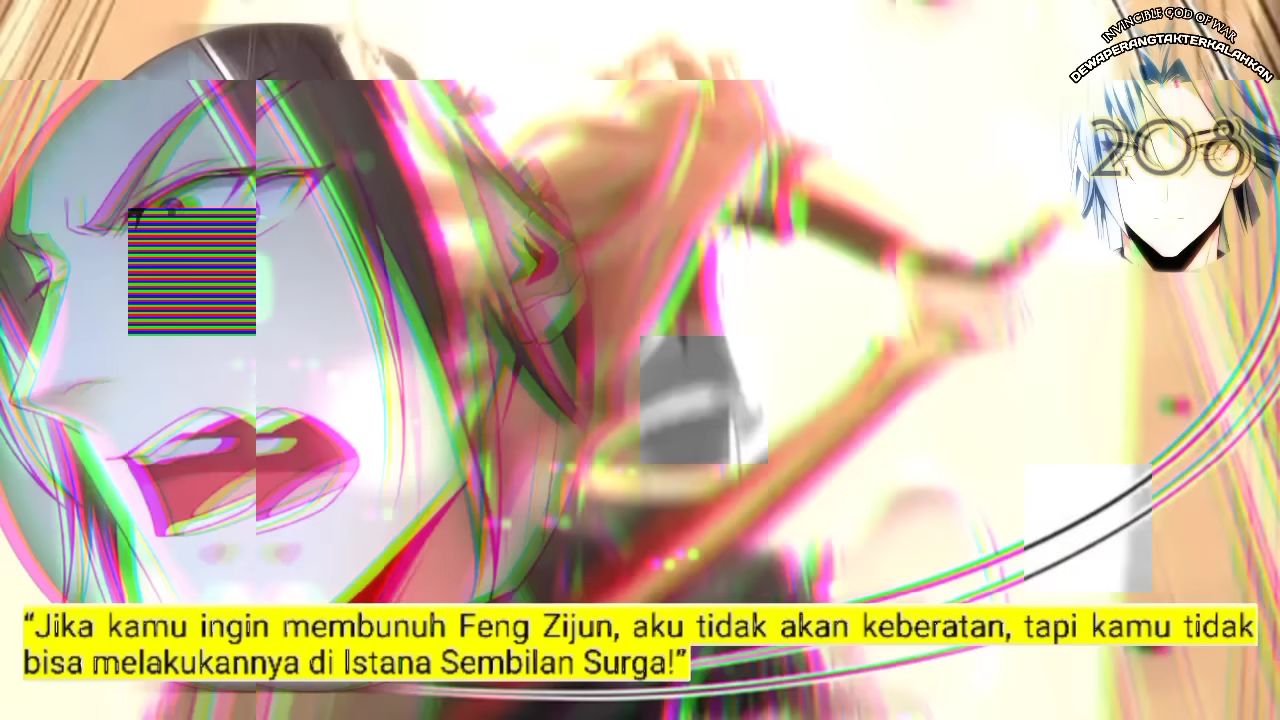 INVINCIBLE GOD OF WAR
DEWAPERANGTAKTERKALAHKAN
208
“Jika kamu ingin membunuh Feng Zijun, aku tidak akan keberatan, tapi kamu tidak
bisa melakukannya di Istana Sembilan Surga!”